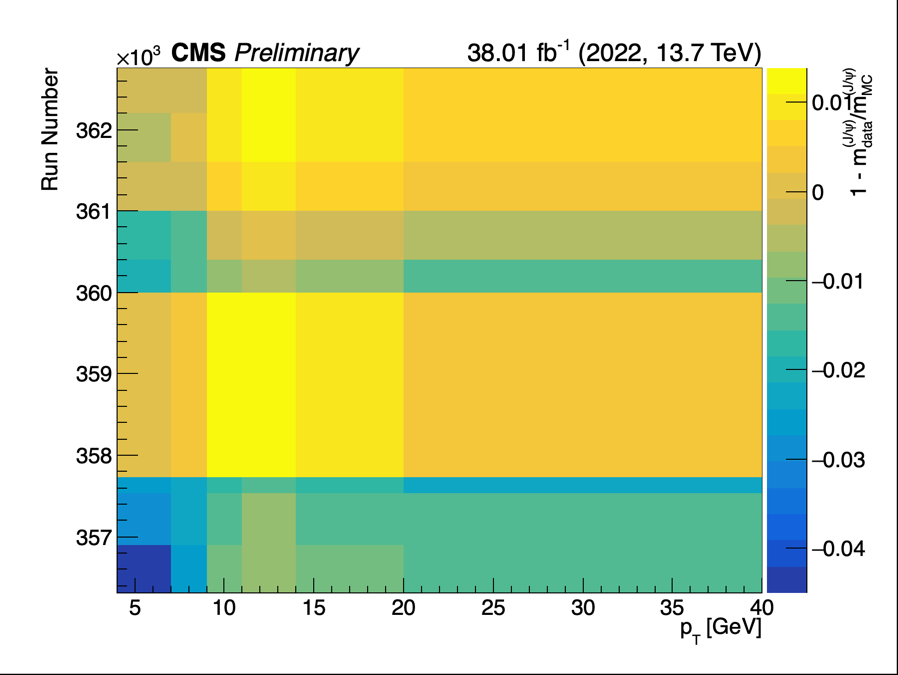 ×10³ CMS Preliminary 38.01 fb⁻¹ (2022, 13.7 TeV)
Run Number
362
361
360
359
358
357
5 10 15 20 25 30 35 40
p_T [GeV]
0.01
0
−0.01
−0.02
−0.03
−0.04
1 - m_data^(J/ψ)/m_MC^(J/ψ)